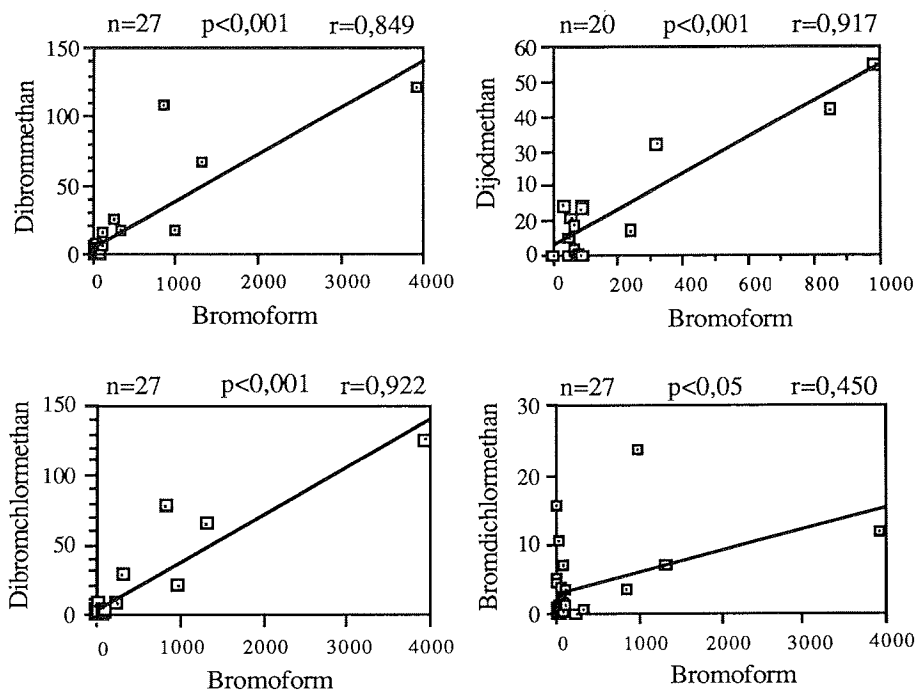 n=27 p<0,001 r=0,849
150
100
50
0
Dibrommethan
0 1000 2000 3000 4000
Bromoform
n=20 p<0,001 r=0,917
60
50
40
30
10
20
0
Dijodmethan
0 200 400 600 800 1000
Bromoform
n=27 p<0,001 r=0,922
150
100
50
0
Dibromchlormethan
0 1000 2000 3000 4000
Bromoform
n=27 p<0,05 r=0,450
30
20
10
0
Bromdichlormethan
0 1000 2000 3000 4000
Bromoform